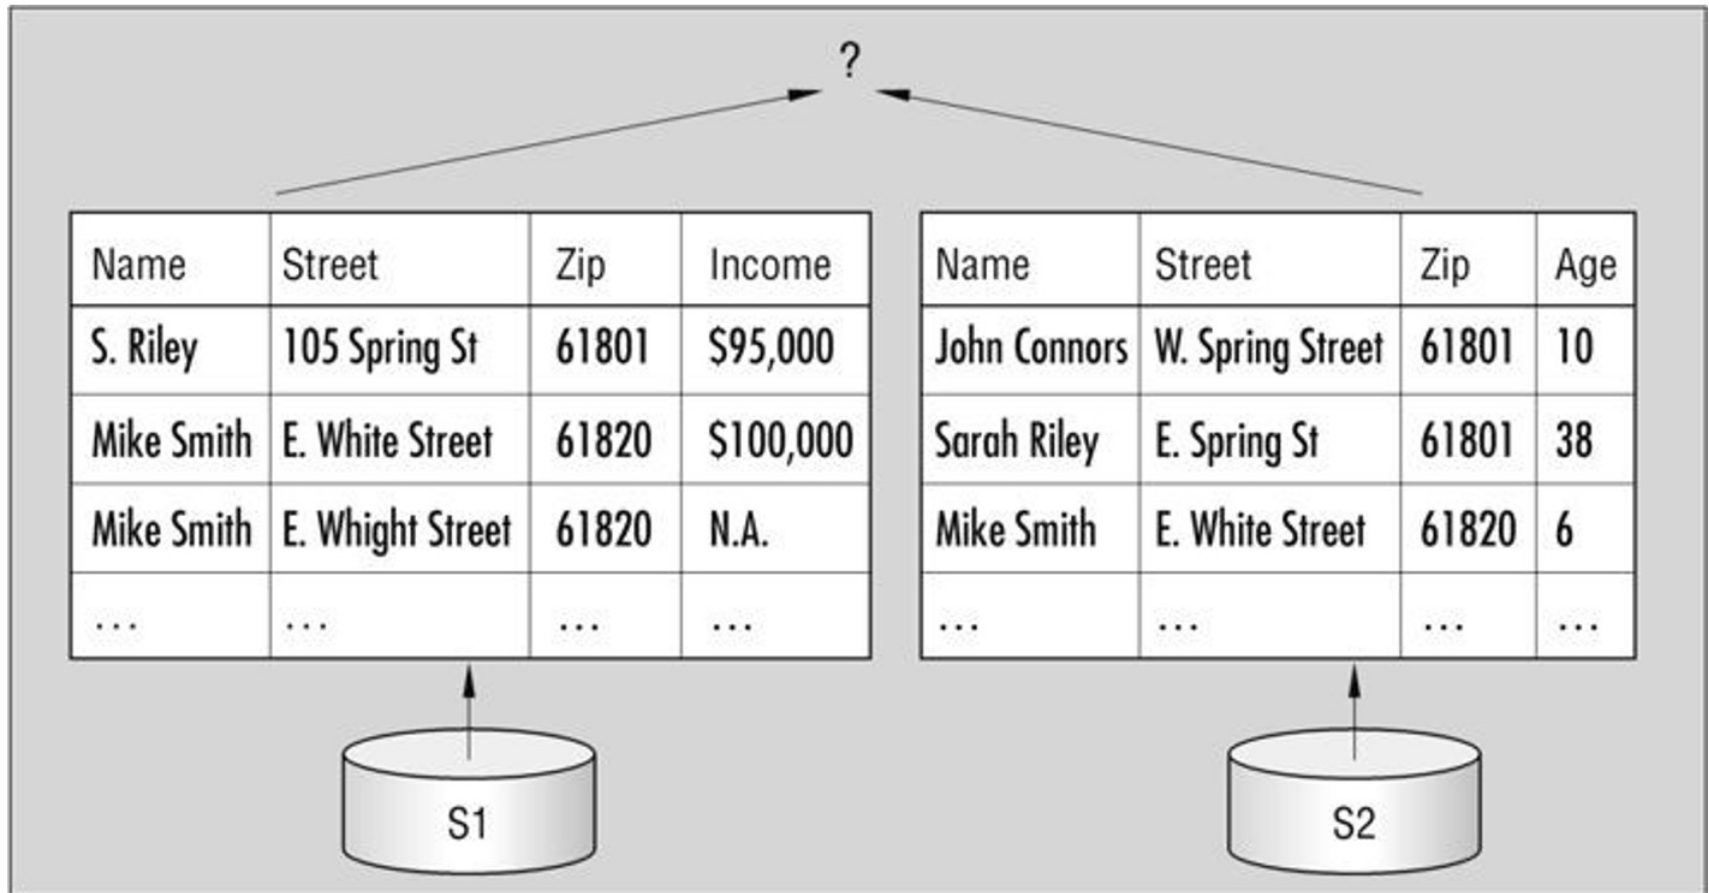 ?
Name Street Zip Income
S. Riley 105 Spring St 61801 $95,000
Mike Smith E. White Street 61820 $100,000
Mike Smith E. Whight Street 61820 N.A.
... ... ... ...
Name Street Zip Age
John Connors W. Spring Street 61801 10
Sarah Riley E. Spring St 61801 38
Mike Smith E. White Street 61820 6
... ... ... ...
S1
S2